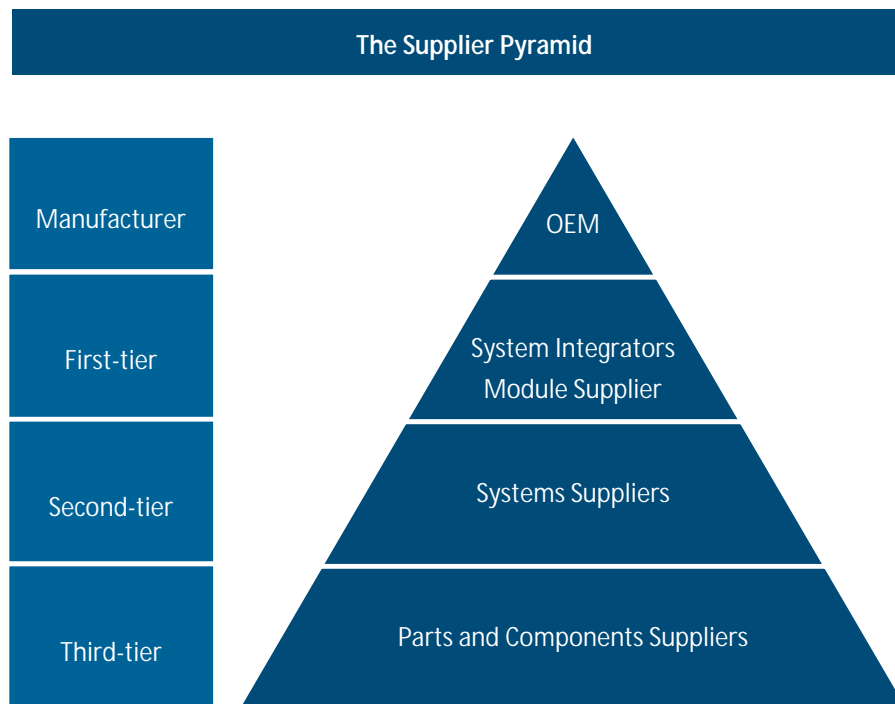 The Supplier Pyramid
Manufacturer
OEM
First-tier
System Integrators
Module Supplier
Second-tier
Systems Suppliers
Third-tier
Parts and Components Suppliers